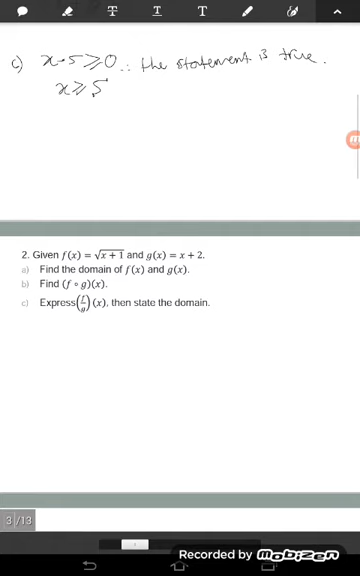 c) x-5⩾0 ∴ the statement is true.
x⩾5
2. Given f(x) = √x + 1 and g(x) = x + 2.
a) Find the domain of f(x) and g(x).
b) Find (f ∘ g)(x).
c) Express (f/g)(x), then state the domain.
3 /13
Recorded by mobizen